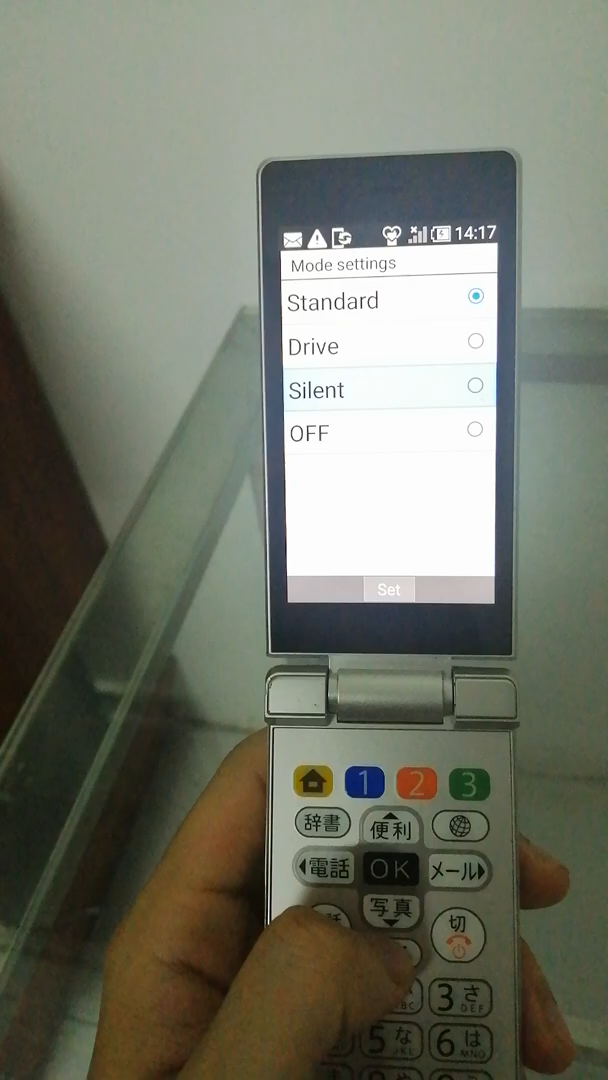 14:17
Mode settings
Standard
Drive
Silent
OFF
Set
1 2 3
辞書 便利
電話 OK メール
写真
切
3 さ
DEF
5 な 6 は
JKL MNO